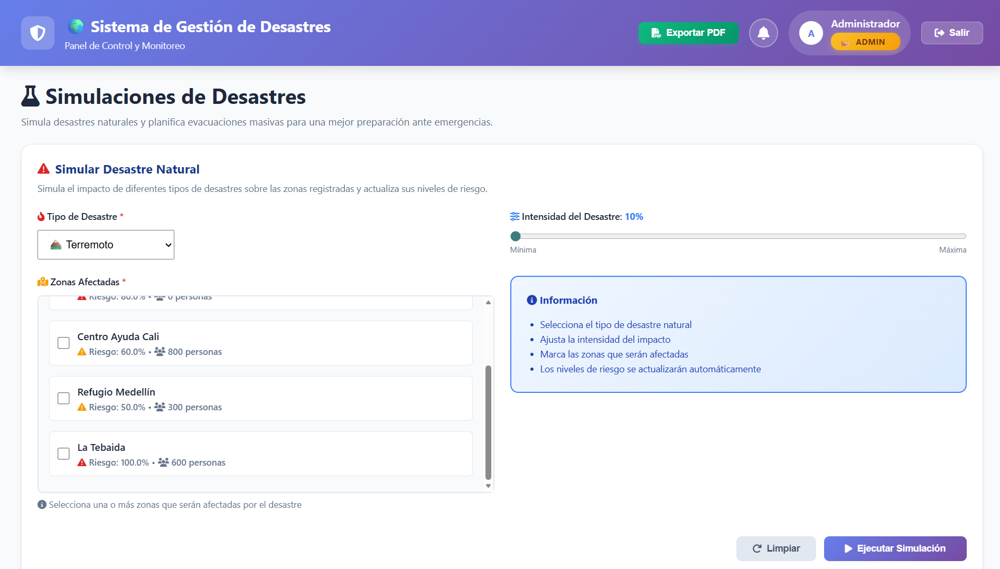 Sistema de Gestión de Desastres
Panel de Control y Monitoreo
Exportar PDF
A
Administrador
ADMIN
Salir
Simulaciones de Desastres
Simula desastres naturales y planifica evacuaciones masivas para una mejor preparación ante emergencias.
Simular Desastre Natural
Simula el impacto de diferentes tipos de desastres sobre las zonas registradas y actualiza sus niveles de riesgo.
Tipo de Desastre *
Terremoto
Intensidad del Desastre: 10%
Mínima
Máxima
Zonas Afectadas *
Riesgo: 80.0% • 0 personas
Centro Ayuda Cali
Riesgo: 60.0% • 800 personas
Refugio Medellín
Riesgo: 50.0% • 300 personas
La Tebaida
Riesgo: 100.0% • 600 personas
Selecciona una o más zonas que serán afectadas por el desastre
Información
• Selecciona el tipo de desastre natural
• Ajusta la intensidad del impacto
• Marca las zonas que serán afectadas
• Los niveles de riesgo se actualizarán automáticamente
Limpiar
Ejecutar Simulación